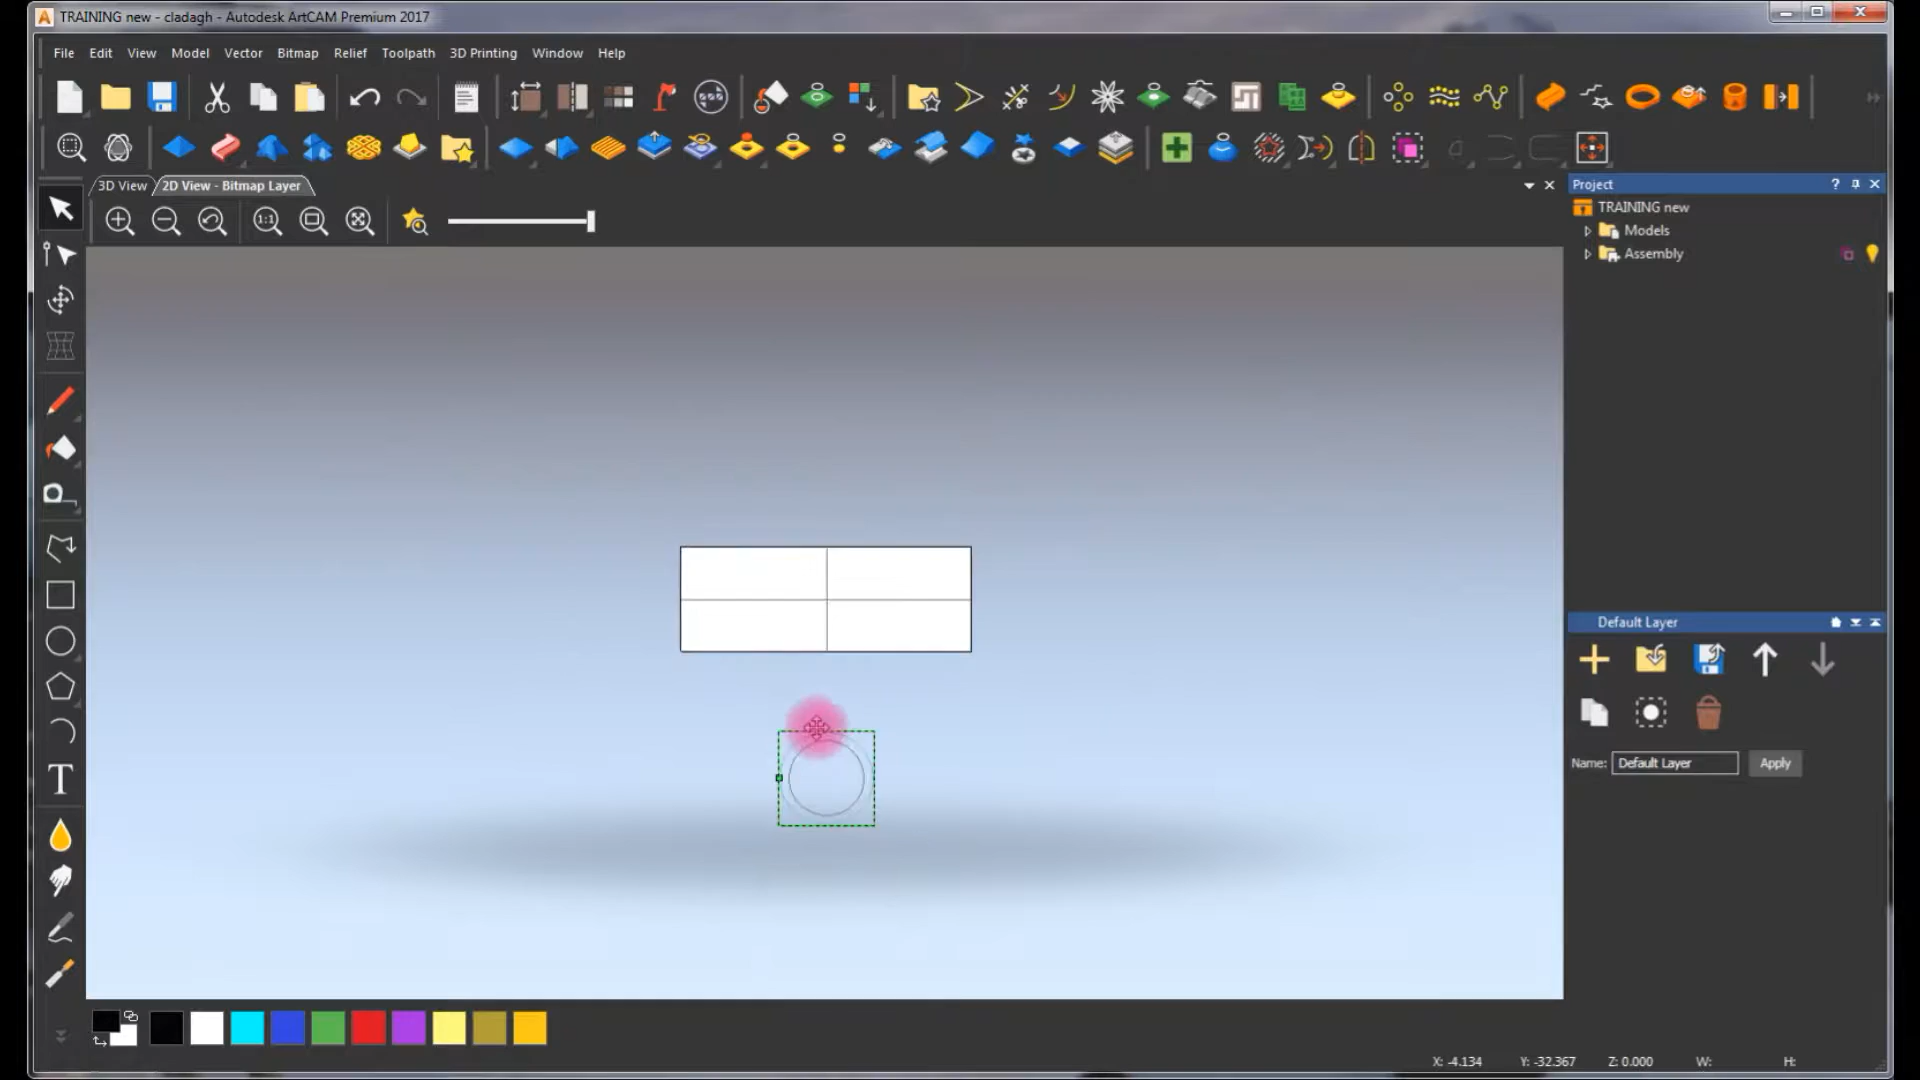 TRAINING new - cladagh - Autodesk ArtCAM Premium 2017
File Edit View Model Vector Bitmap Relief Toolpath 3D Printing Window Help
3D View 2D View - Bitmap Layer
1:1
Project
TRAINING new
Models
Assembly
Default Layer
Name: Default Layer Apply
T
X: -4.134 Y: -32.367 Z: 0.000 W: H: